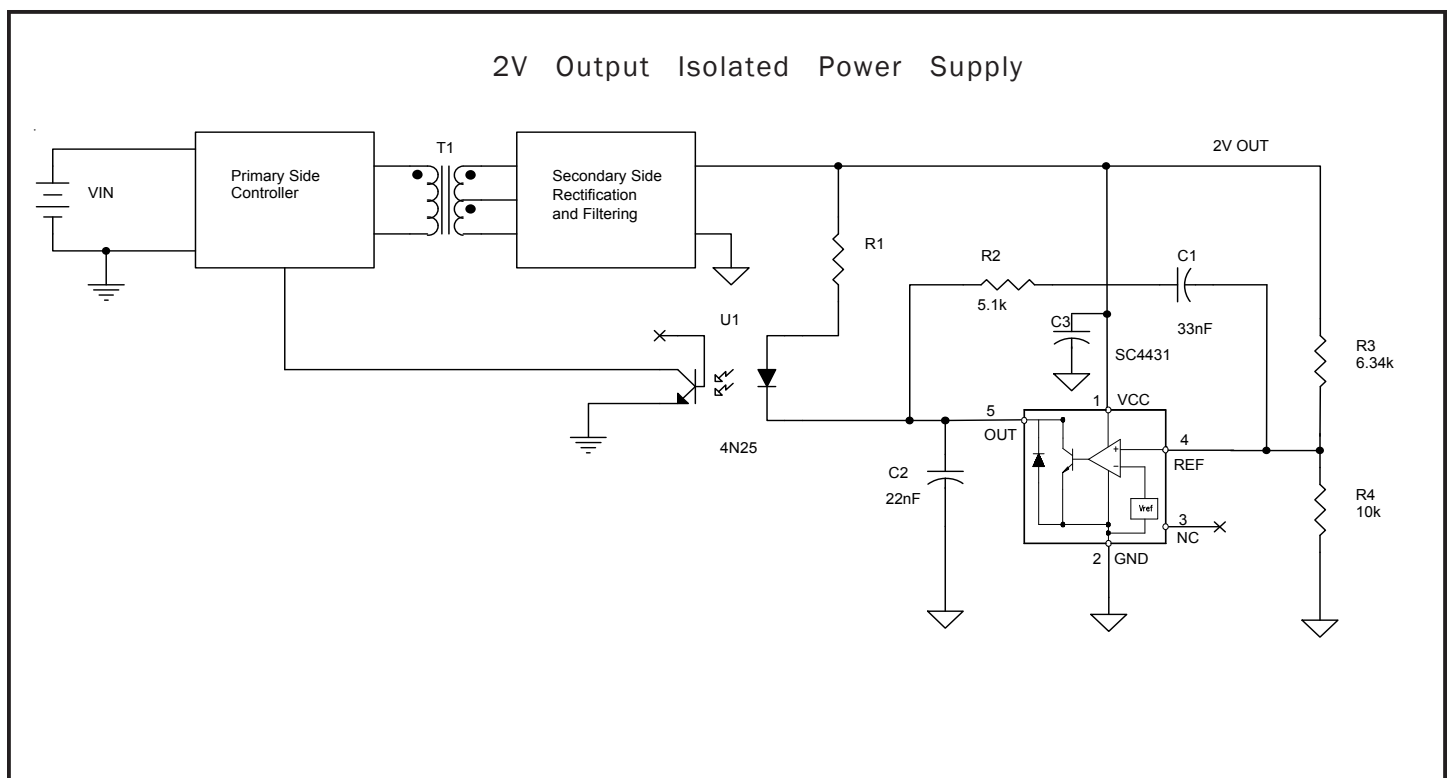 2V Output Isolated Power Supply
T1
2V OUT
Primary Side
Controller
Secondary Side
Rectification
and Filtering
VIN
R1
R2
5.1k
C1
33nF
U1
4N25
C3
SC4431
R3
6.34k
1
VCC
5
OUT
4
REF
C2
22nF
Vref
3
NC
R4
10k
2
GND